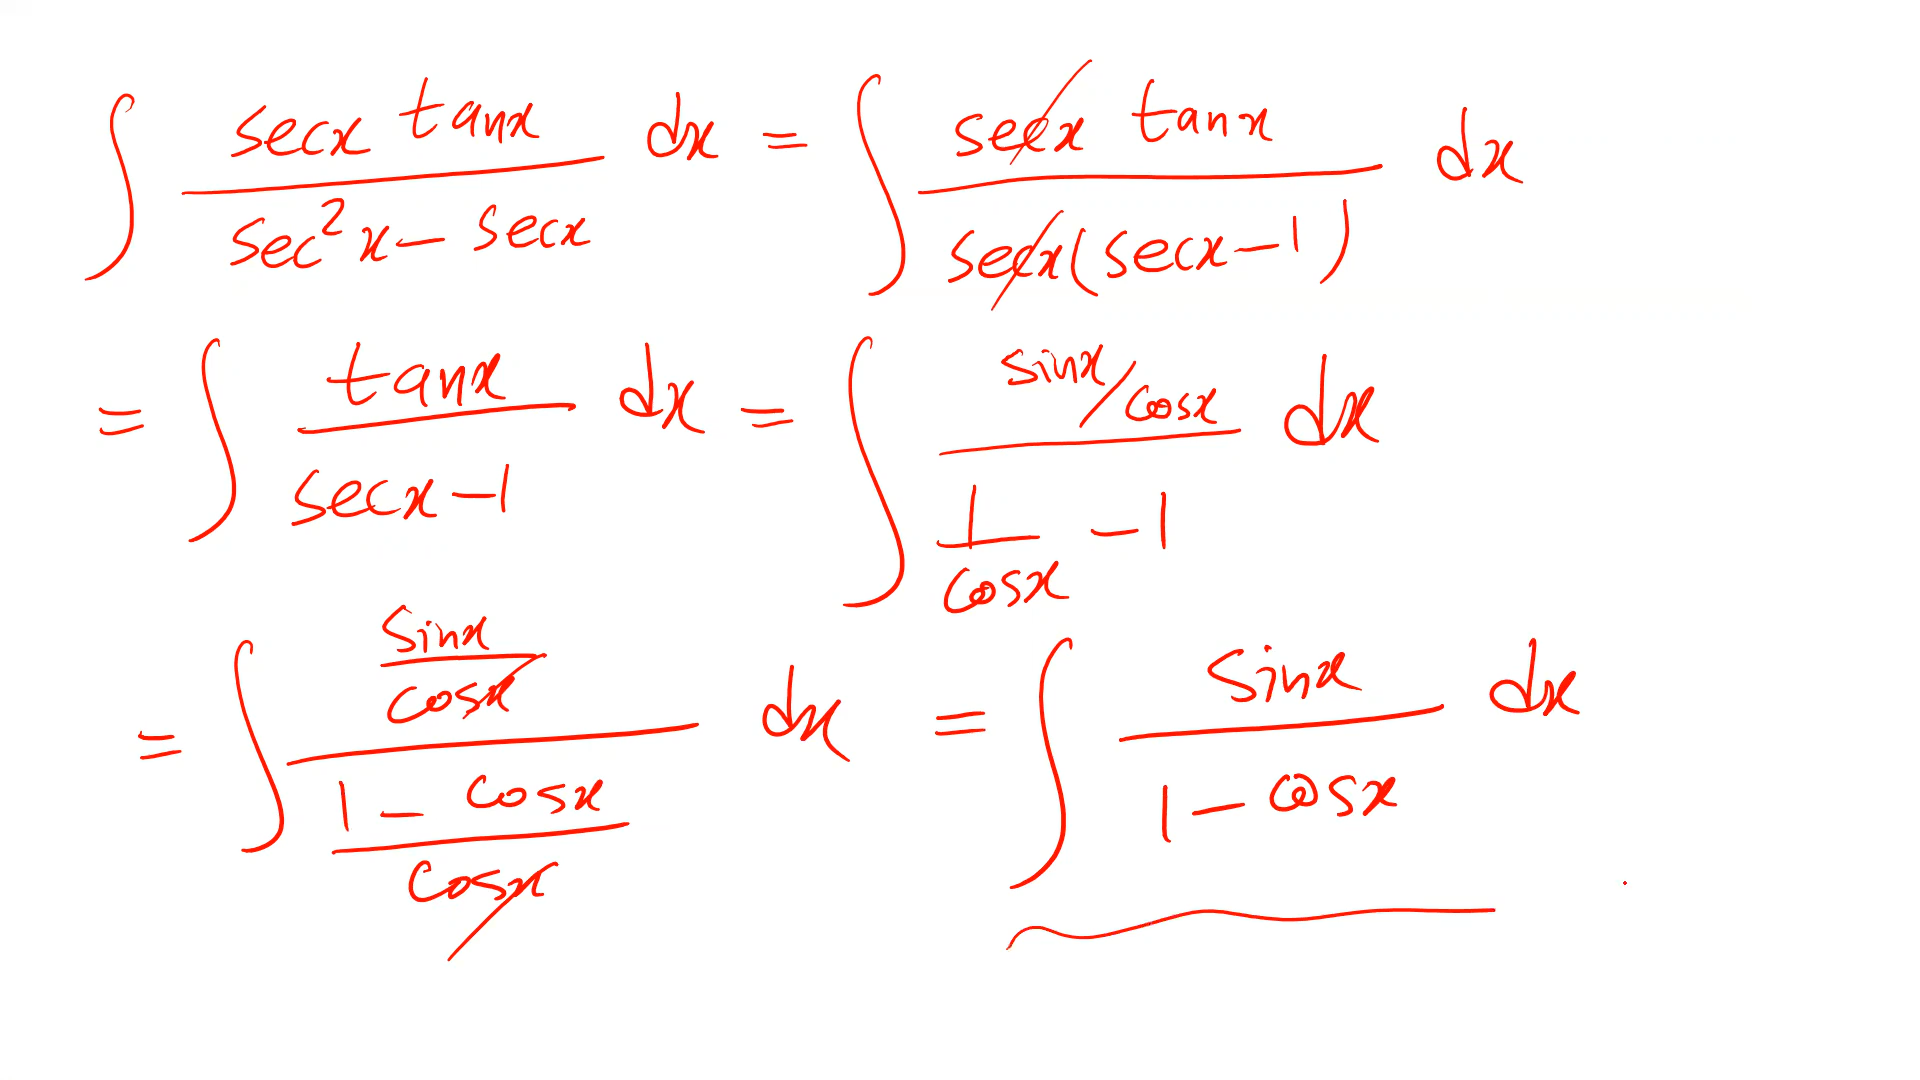 ∫ secx tanx / sec²x − secx dx = ∫ secx tanx / secx(secx−1) dx
= ∫ tanx / secx−1 dx = ∫ sinx/cosx / 1/cosx −1 dx
= ∫ sinx/cosx / 1 − cosx/cosx dx = ∫ sinx / 1 − cosx dx